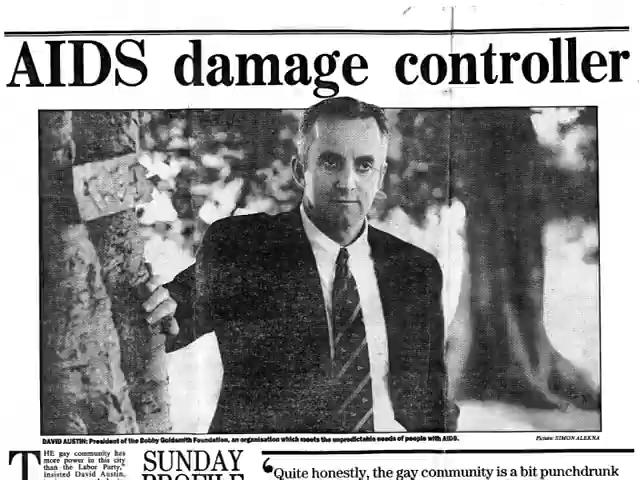 AIDS damage controller
DAVID AUSTIN: President of the Bobby Goldsmith Foundation, an organisation which meets the unpredictable needs of people with AIDS.
Picture: SIMON ALEKNA
THE gay community has
more power in this city
than the Labor Party,"
insisted David Austin,
SUNDAY
PROFILE
‘Quite honestly, the gay community is a bit punchdrunk